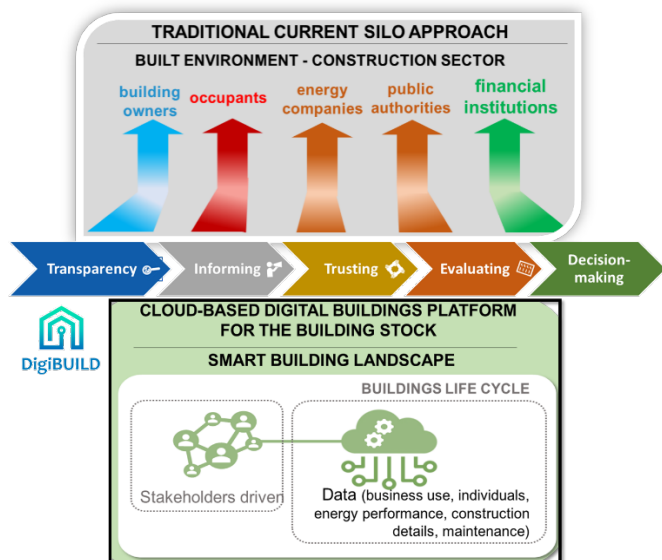 TRADITIONAL CURRENT SILO APPROACH
BUILT ENVIRONMENT - CONSTRUCTION SECTOR
building
owners
occupants
energy
companies
public
authorities
financial
institutions
Transparency
Informing
Trusting
Evaluating
Decision-
making
DigiBUILD
CLOUD-BASED DIGITAL BUILDINGS PLATFORM
FOR THE BUILDING STOCK
SMART BUILDING LANDSCAPE
BUILDINGS LIFE CYCLE
Stakeholders driven
Data (business use, individuals,
energy performance, construction
details, maintenance)